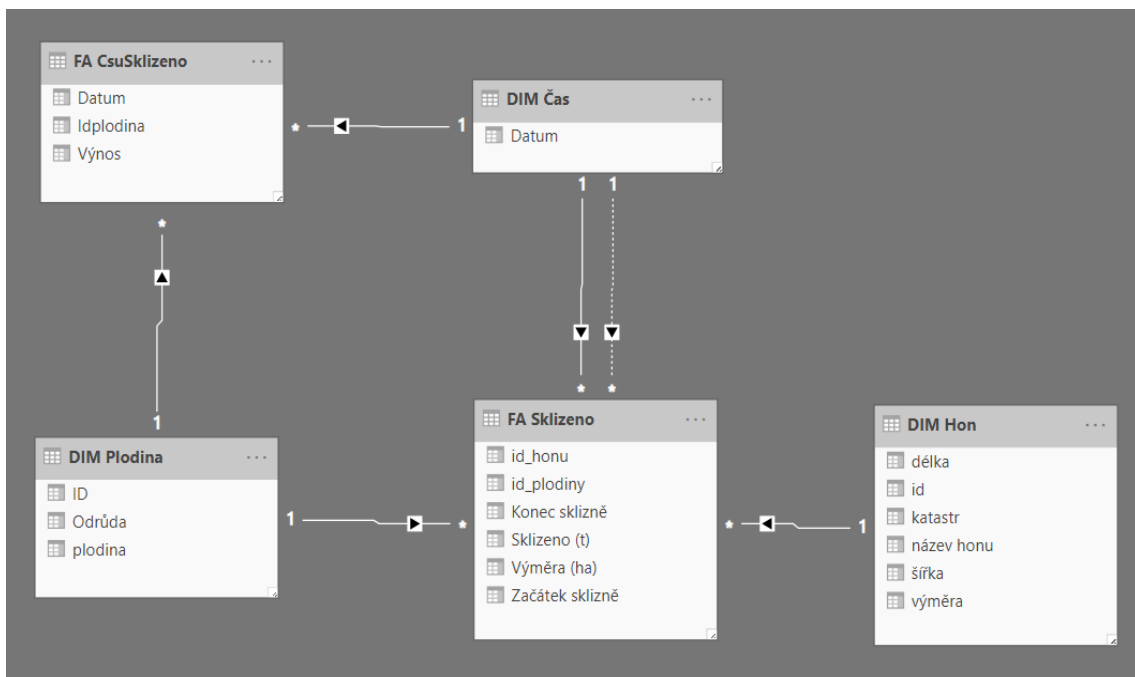 FA CsuSklizeno
Datum
Idplodina
Výnos
DIM Čas
Datum
* 1
1 1
*
1
* *
DIM Plodina
ID
Odrůda
plodina
1 *
FA Sklizeno
id_honu
id_plodiny
Konec sklizně
Sklizeno (t)
Výměra (ha)
Začátek sklizně
* 1
DIM Hon
délka
id
katastr
název honu
šířka
výměra